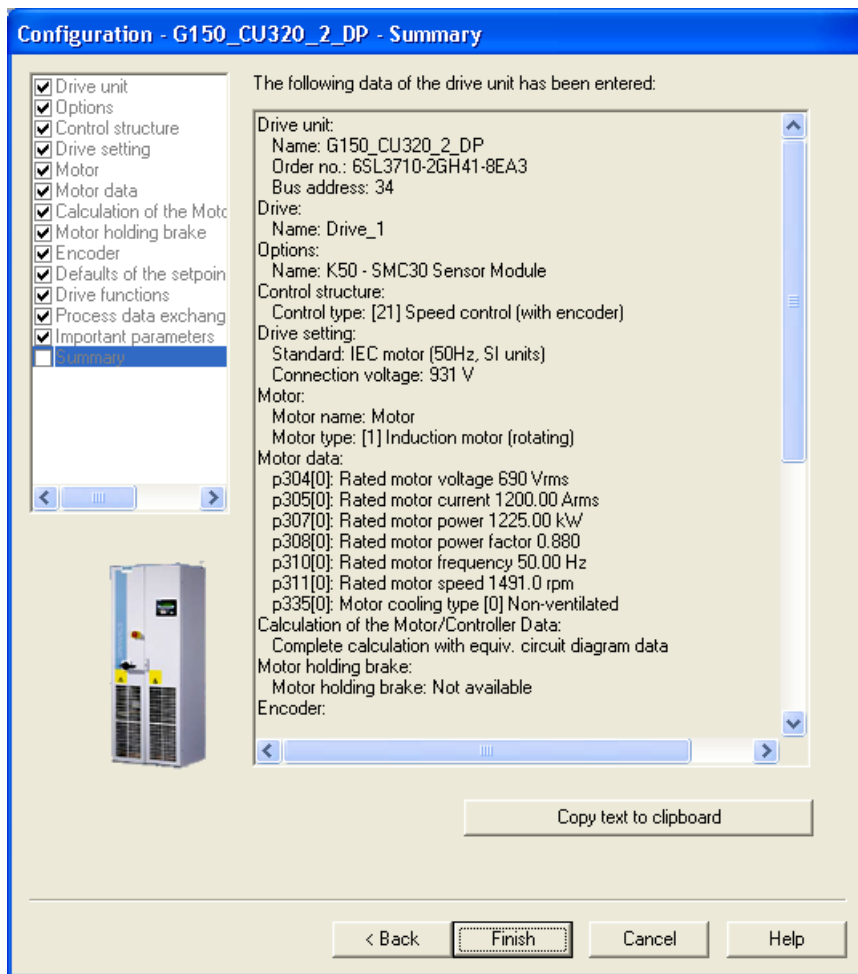 Configuration - G150_CU320_2_DP - Summary
Drive unit
Options
Control structure
Drive setting
Motor
Motor data
Calculation of the Motc
Motor holding brake
Encoder
Defaults of the setpoin
Drive functions
Process data exchang
Important parameters
Summary
The following data of the drive unit has been entered:
Drive unit:
Name: G150_CU320_2_DP
Order no.: 6SL3710-2GH41-8EA3
Bus address: 34
Drive:
Name: Drive_1
Options:
Name: K50 - SMC30 Sensor Module
Control structure:
Control type: [21] Speed control (with encoder)
Drive setting:
Standard: IEC motor (50Hz, SI units)
Connection voltage: 931 V
Motor:
Motor name: Motor
Motor type: [1] Induction motor (rotating)
Motor data:
p304[0]: Rated motor voltage 690 Vrms
p305[0]: Rated motor current 1200.00 Arms
p307[0]: Rated motor power 1225.00 kW
p308[0]: Rated motor power factor 0.880
p310[0]: Rated motor frequency 50.00 Hz
p311[0]: Rated motor speed 1491.0 rpm
p335[0]: Motor cooling type [0] Non-ventilated
Calculation of the Motor/Controller Data:
Complete calculation with equiv. circuit diagram data
Motor holding brake:
Motor holding brake: Not available
Encoder:
Copy text to clipboard
< Back
Finish
Cancel
Help